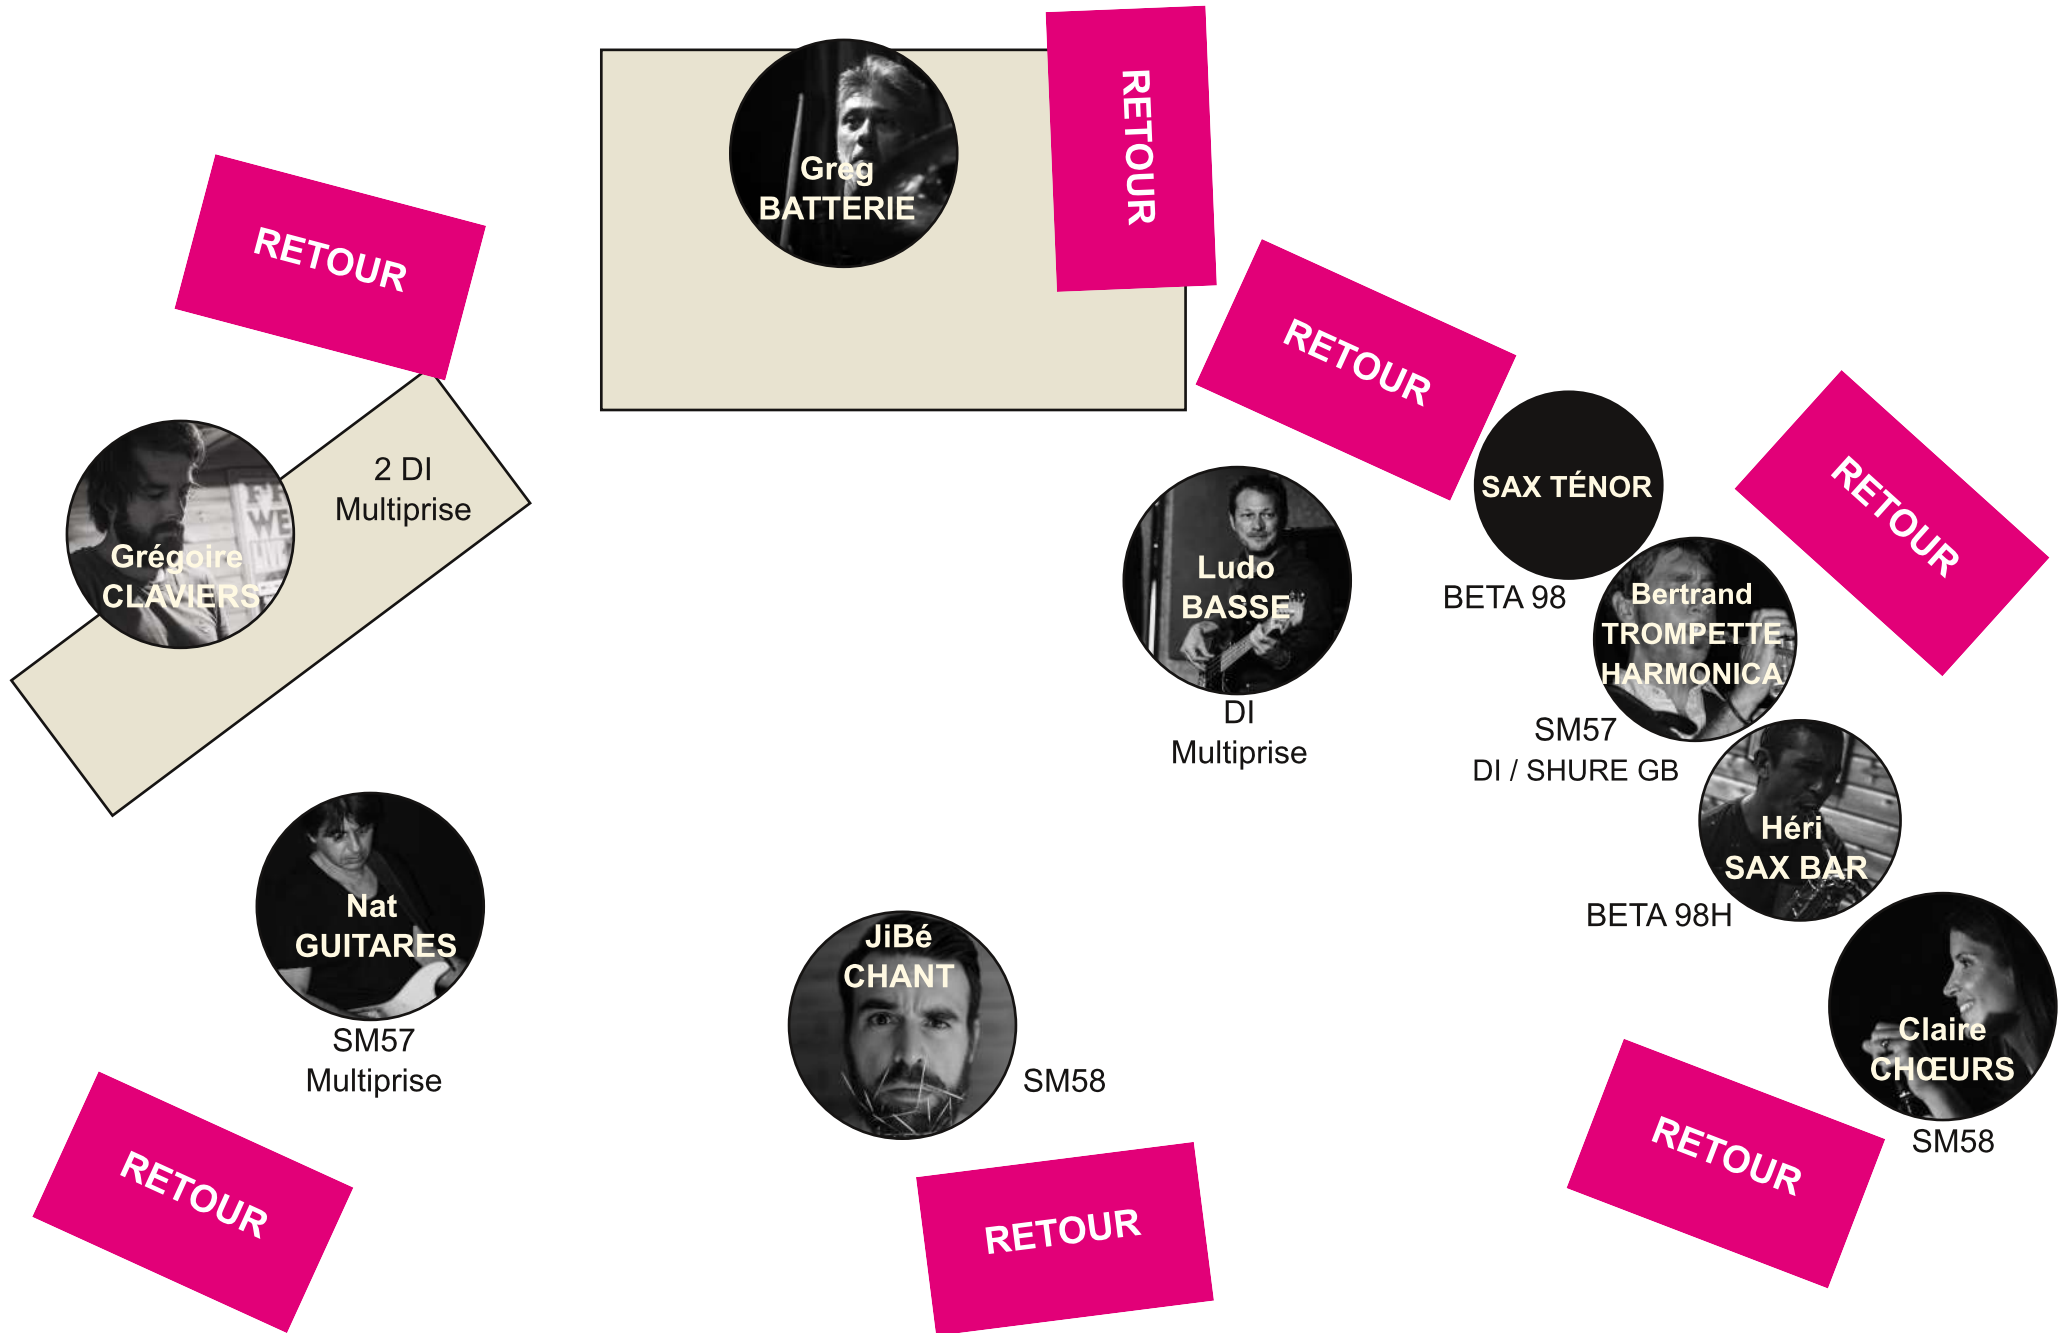 RETOUR
Greg
BATTERIE
RETOUR
RETOUR
RETOUR
2 DI
Multiprise
Grégoire
CLAVIERS
SAX TÉNOR
BETA 98
Ludo
BASSE
DI
Multiprise
Bertrand
TROMPETTE
HARMONICA
SM57
DI / SHURE GB
Héri
SAX BAR
BETA 98H
Nat
GUITARES
SM57
Multiprise
JiBé
CHANT
SM58
Claire
CHŒURS
SM58
RETOUR
RETOUR
RETOUR